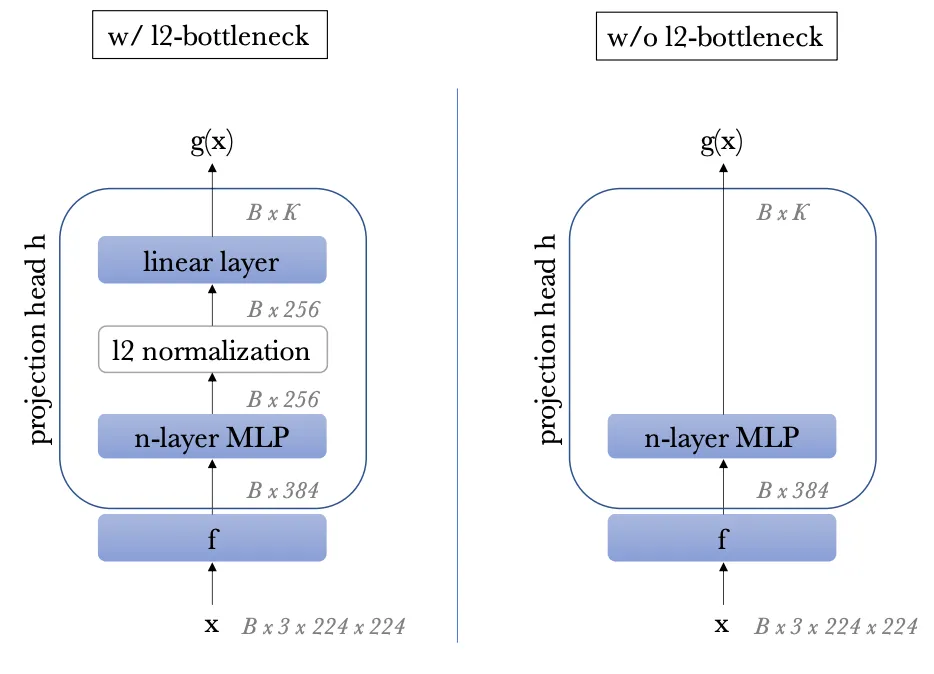 w/ l2-bottleneck
g(x)
B x K
linear layer
B x 256
l2 normalization
B x 256
n-layer MLP
B x 384
projection head h
f
x B x 3 x 224 x 224
w/o l2-bottleneck
g(x)
B x K
n-layer MLP
B x 384
projection head h
f
x B x 3 x 224 x 224